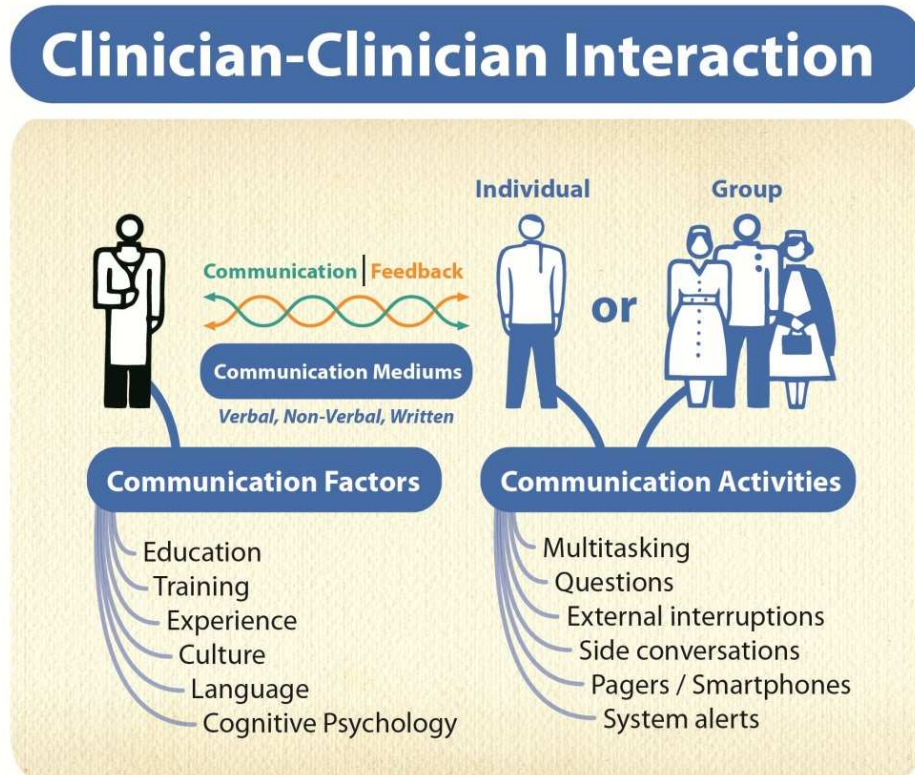 Clinician-Clinician Interaction
Individual
Group
Communication | Feedback
or
Communication Mediums
Verbal, Non-Verbal, Written
Communication Factors
Education
Training
Experience
Culture
Language
Cognitive Psychology
Communication Activities
Multitasking
Questions
External interruptions
Side conversations
Pagers / Smartphones
System alerts